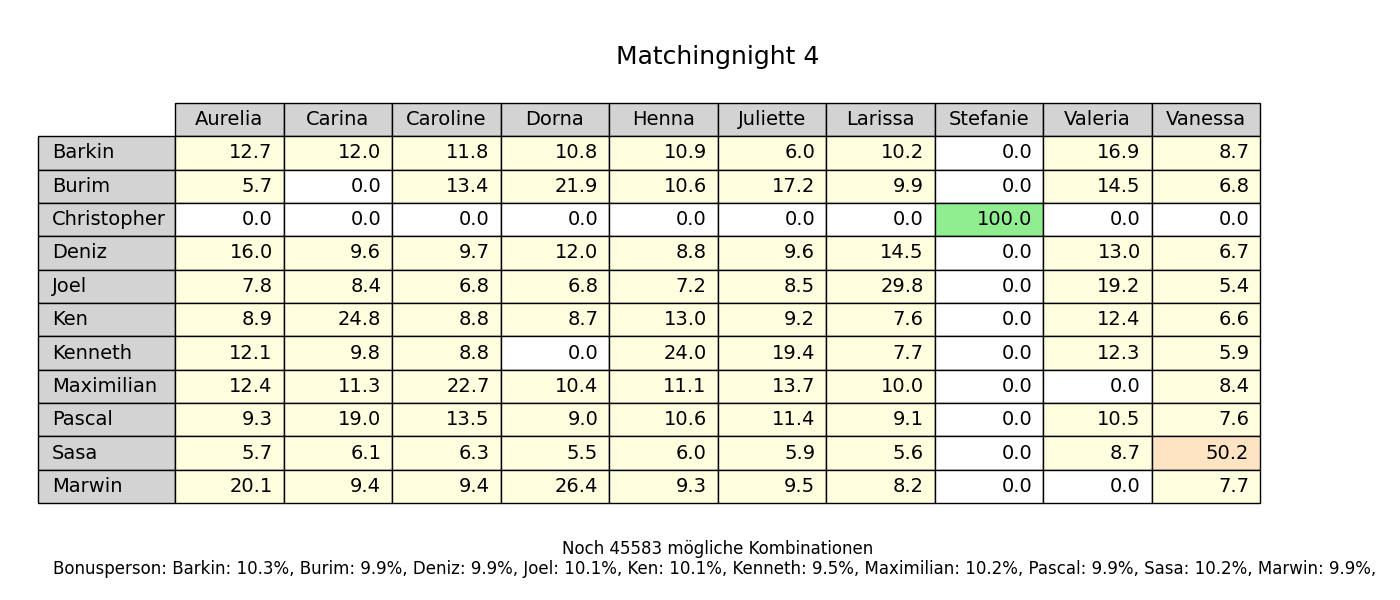 Matchingnight 4
Aurelia Carina Caroline Dorna Henna Juliette Larissa Stefanie Valeria Vanessa
Barkin 12.7 12.0 11.8 10.8 10.9 6.0 10.2 0.0 16.9 8.7
Burim 5.7 0.0 13.4 21.9 10.6 17.2 9.9 0.0 14.5 6.8
Christopher 0.0 0.0 0.0 0.0 0.0 0.0 0.0 100.0 0.0 0.0
Deniz 16.0 9.6 9.7 12.0 8.8 9.6 14.5 0.0 13.0 6.7
Joel 7.8 8.4 6.8 6.8 7.2 8.5 29.8 0.0 19.2 5.4
Ken 8.9 24.8 8.8 8.7 13.0 9.2 7.6 0.0 12.4 6.6
Kenneth 12.1 9.8 8.8 0.0 24.0 19.4 7.7 0.0 12.3 5.9
Maximilian 12.4 11.3 22.7 10.4 11.1 13.7 10.0 0.0 0.0 8.4
Pascal 9.3 19.0 13.5 9.0 10.6 11.4 9.1 0.0 10.5 7.6
Sasa 5.7 6.1 6.3 5.5 6.0 5.9 5.6 0.0 8.7 50.2
Marwin 20.1 9.4 9.4 26.4 9.3 9.5 8.2 0.0 0.0 7.7
Noch 45583 mögliche Kombinationen
Bonusperson: Barkin: 10.3%, Burim: 9.9%, Deniz: 9.9%, Joel: 10.1%, Ken: 10.1%, Kenneth: 9.5%, Maximilian: 10.2%, Pascal: 9.9%, Sasa: 10.2%, Marwin: 9.9%,